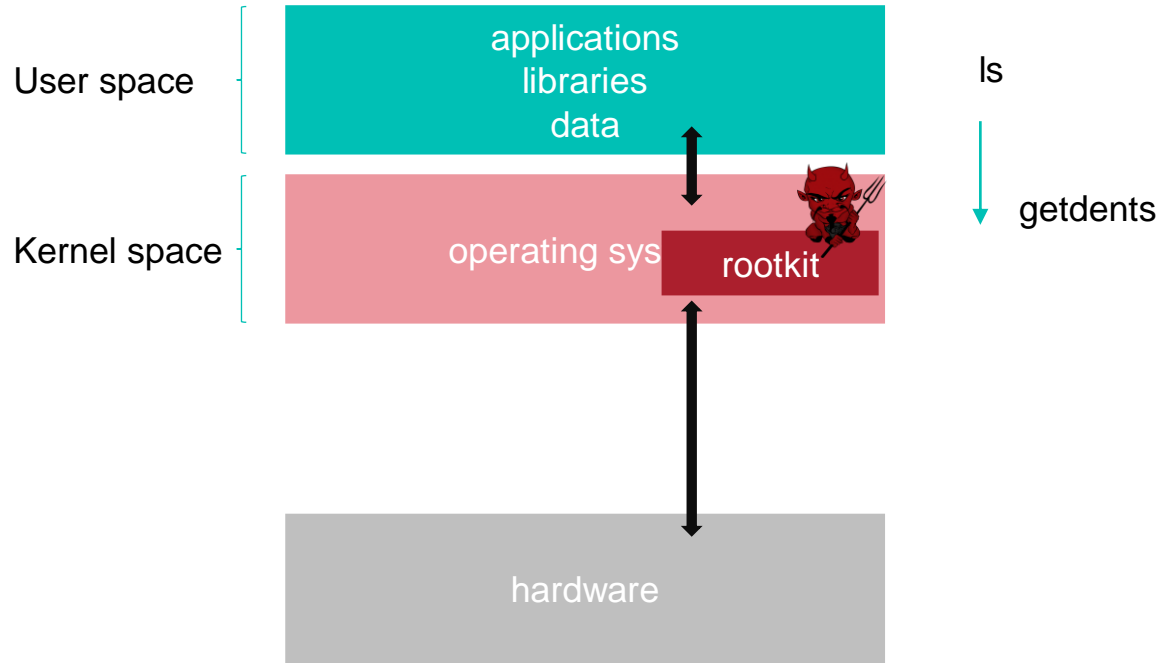 applications
libraries
data
User space
ls
getdents
Kernel space
operating sys
rootkit
hardware